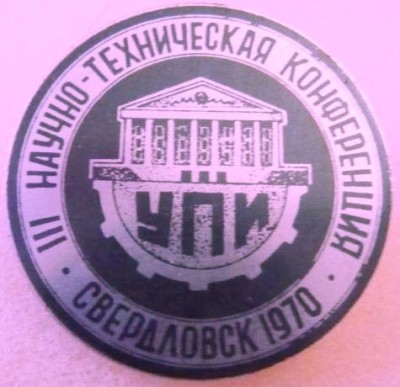 III НАУЧНО-ТЕХНИЧЕСКАЯ КОНФЕРЕНЦИЯ
УПИ
· СВЕРДЛОВСК 1970 ·